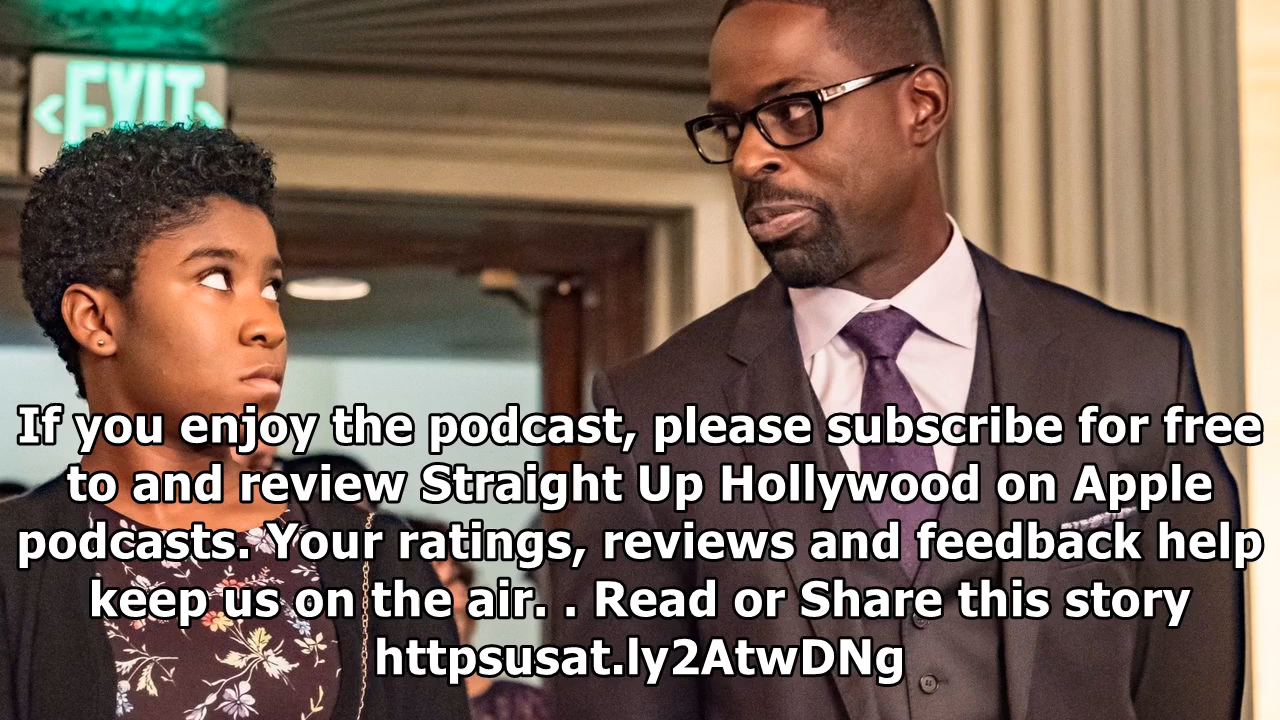 <EXIT>
If you enjoy the podcast, please subscribe for free
to and review Straight Up Hollywood on Apple
podcasts. Your ratings, reviews and feedback help
keep us on the air. . Read or Share this story
httpsusat.ly2AtwDNg